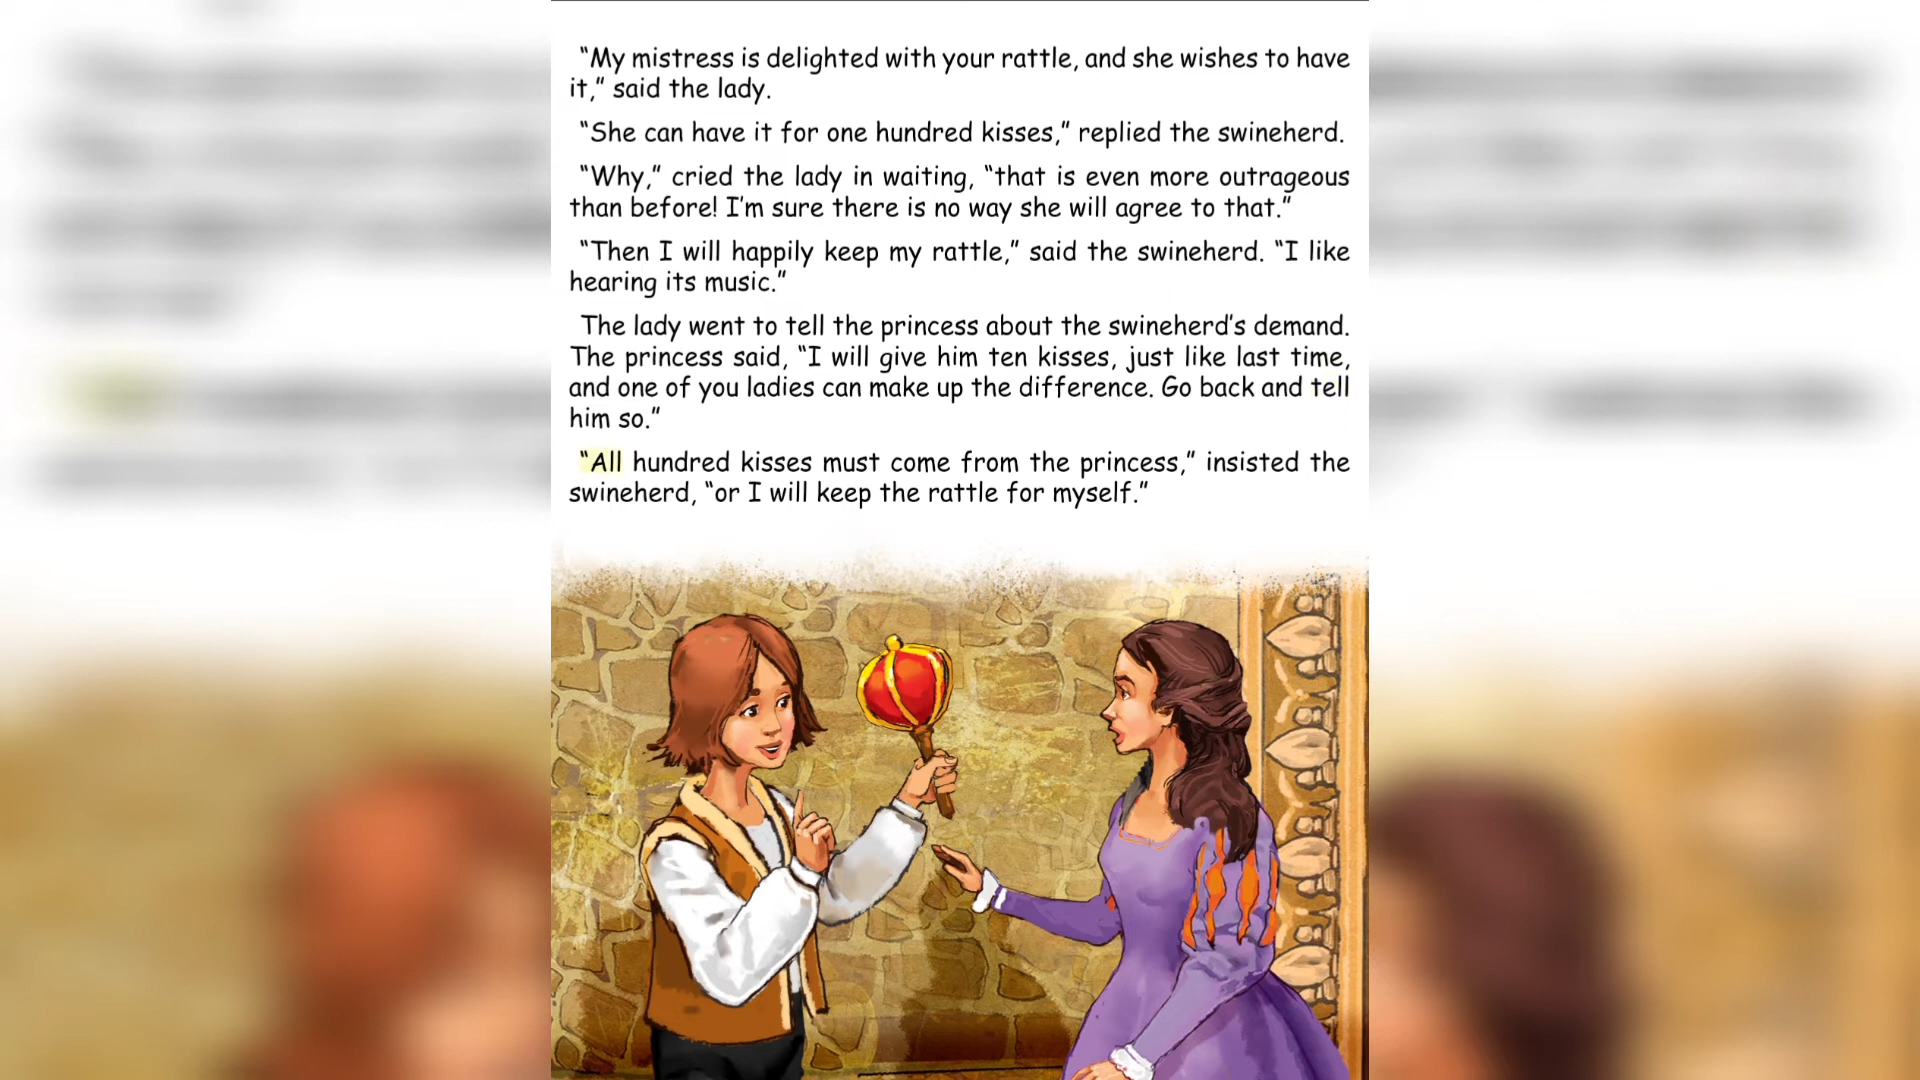 “My mistress is delighted with your rattle, and she wishes to have
it,” said the lady.
“She can have it for one hundred kisses,” replied the swineherd.
“Why,” cried the lady in waiting, “that is even more outrageous
than before! I’m sure there is no way she will agree to that.”
“Then I will happily keep my rattle,” said the swineherd. “I like
hearing its music.”
The lady went to tell the princess about the swineherd’s demand.
The princess said, “I will give him ten kisses, just like last time,
and one of you ladies can make up the difference. Go back and tell
him so.”
“All hundred kisses must come from the princess,” insisted the
swineherd, “or I will keep the rattle for myself.”